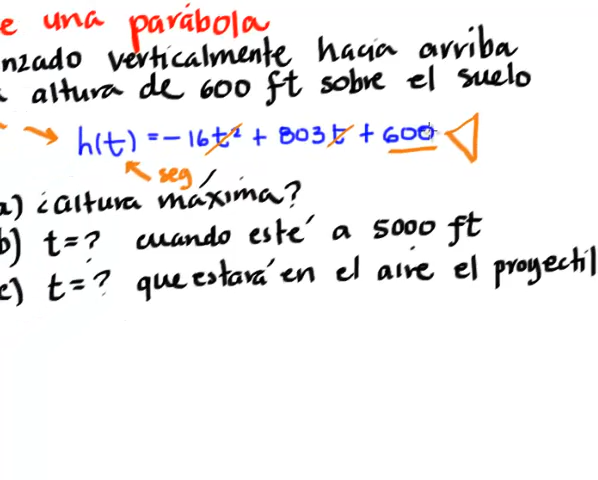 e una parábola
nzado verticalmente hacia arriba
a altura de 600 ft sobre el suelo
h(t) = -16t² + 803t + 600
seg
a) ¿altura máxima?
b) t=? cuando esté a 5000 ft
c) t=? que estará en el aire el proyectil